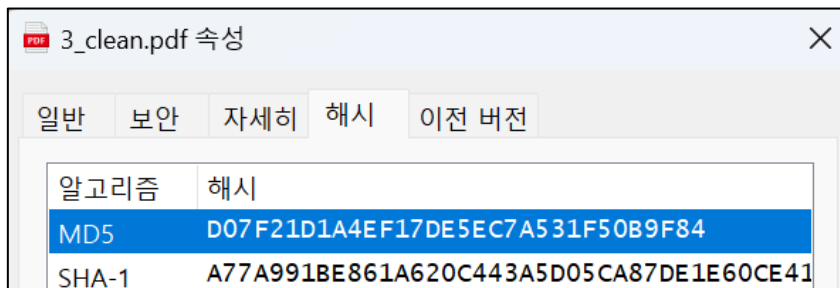 PDF 3_clean.pdf 속성
일반 보안 자세히 해시 이전 버전
알고리즘 해시
MD5 D07F21D1A4EF17DE5EC7A531F50B9F84
SHA-1 A77A991BE861A620C443A5D05CA87DE1E60CE41